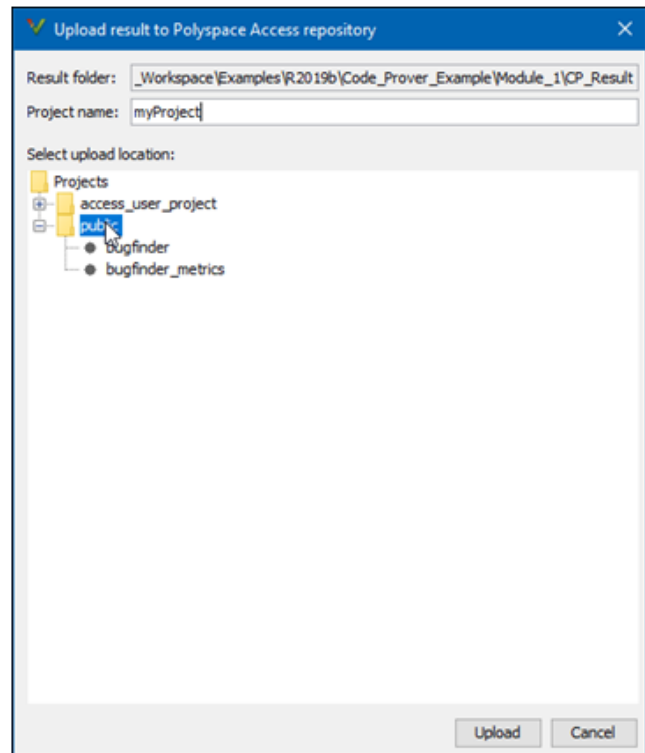 Upload result to Polyspace Access repository
Result folder: _Workspace\Examples\R2019b\Code_Prover_Example\Module_1\CP_Result
Project name: myProject
Select upload location:
Projects
access_user_project
public
bugfinder
bugfinder_metrics
Upload Cancel